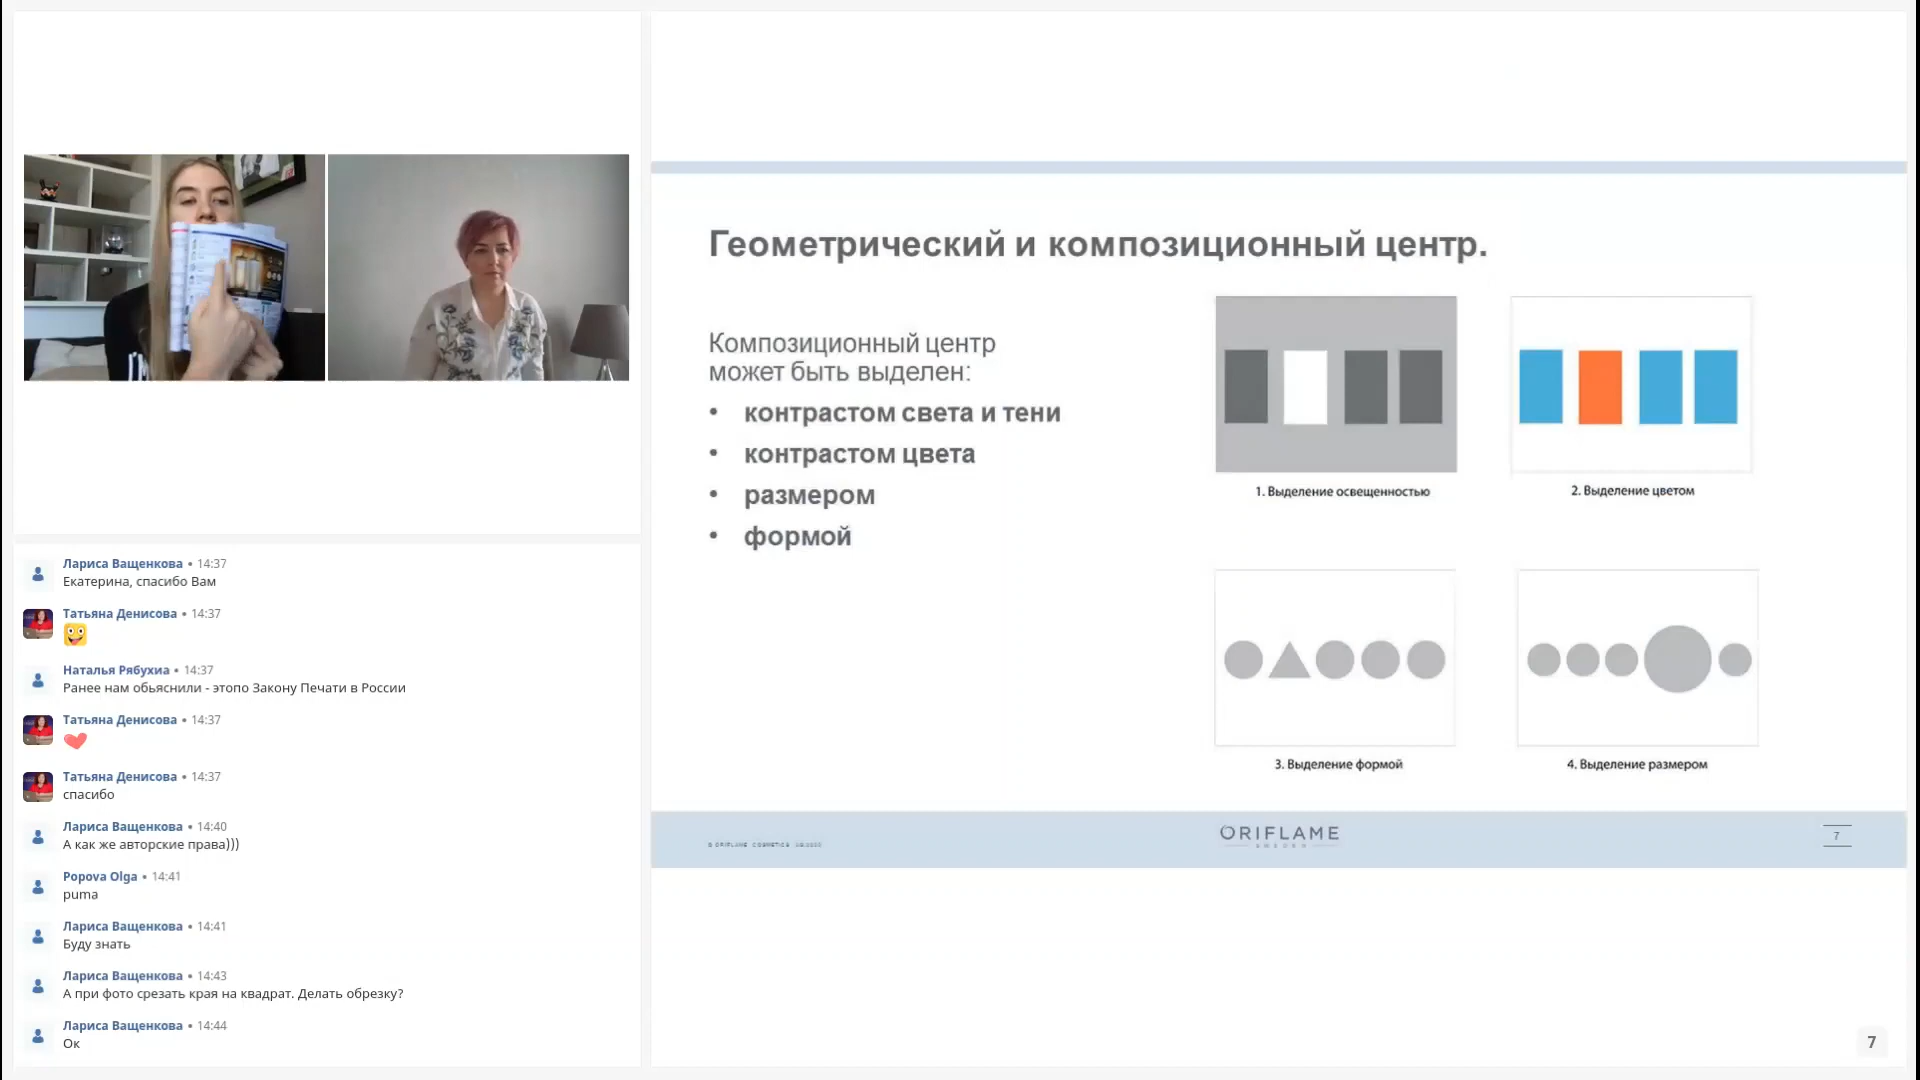 Лариса Ващенкова • 14:37
Екатерина, спасибо Вам
Татьяна Денисова • 14:37
Наталья Рябухиа • 14:37
Ранее нам обьяснили - этопо Закону Печати в России
Татьяна Денисова • 14:37
Татьяна Денисова • 14:37
спасибо
Лариса Ващенкова • 14:40
А как же авторские права)))
Popova Olga • 14:41
puma
Лариса Ващенкова • 14:41
Буду знать
Лариса Ващенкова • 14:43
А при фото срезать края на квадрат. Делать обрезку?
Лариса Ващенкова • 14:44
Ок
Геометрический и композиционный центр.
Композиционный центр
может быть выделен:
• контрастом света и тени
• контрастом цвета
• размером
• формой
1. Выделение освещенностью
2. Выделение цветом
3. Выделение формой
4. Выделение размером
ORIFLAME
SWEDEN
7
7